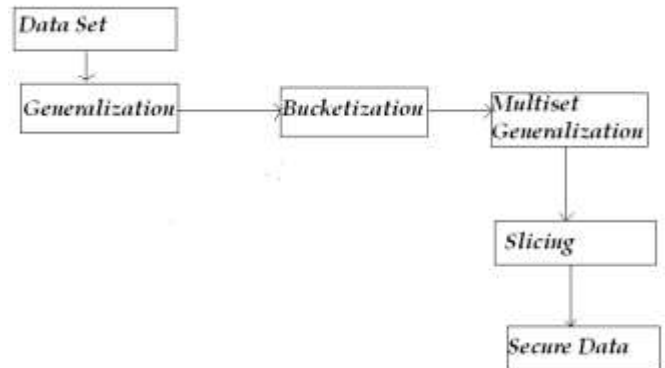 Data Set
Generalization
Bucketization
Multiset
Generalization
Slicing
Secure Data